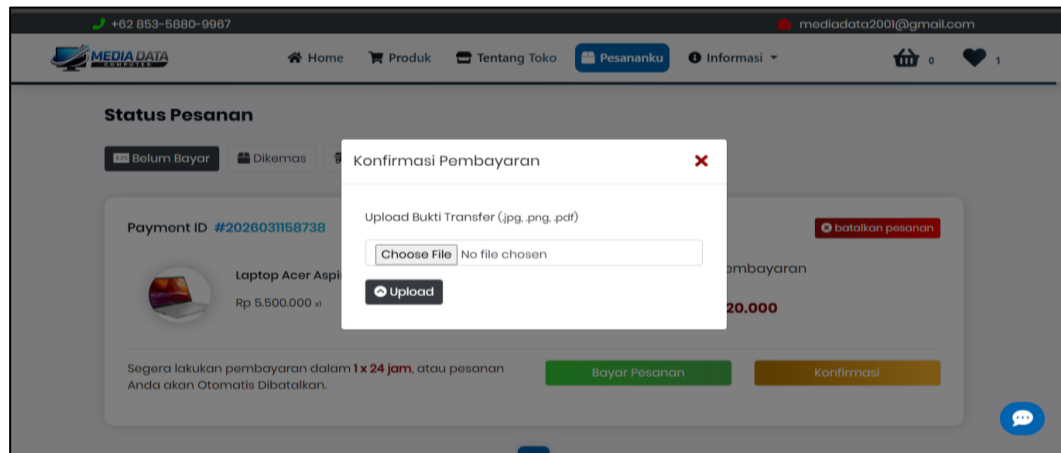 +62 853-5880-9967
mediadata2001@gmail.com
MEDIA DATA
COMPUTER
Home
Produk
Tentang Toko
Pesananku
Informasi
0
1
Status Pesanan
Belum Bayar
Dikemas
Konfirmasi Pembayaran
Upload Bukti Transfer (.jpg, .png, .pdf)
Choose File No file chosen
Upload
Payment ID #2026031158738
batalkan pesanan
Laptop Acer
Rp 5.500.000 x1
20.000
Segera lakukan pembayaran dalam 1 x 24 jam, atau pesanan
Anda akan Otomatis Dibatalkan.
Bayar Pesanan
Konfirmasi